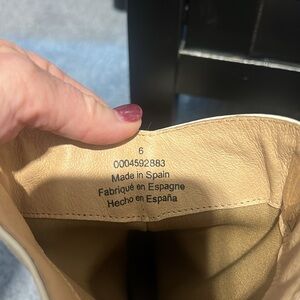 6
0004592883
Made in Spain
Fabriqué en Espagne
Hecho en España